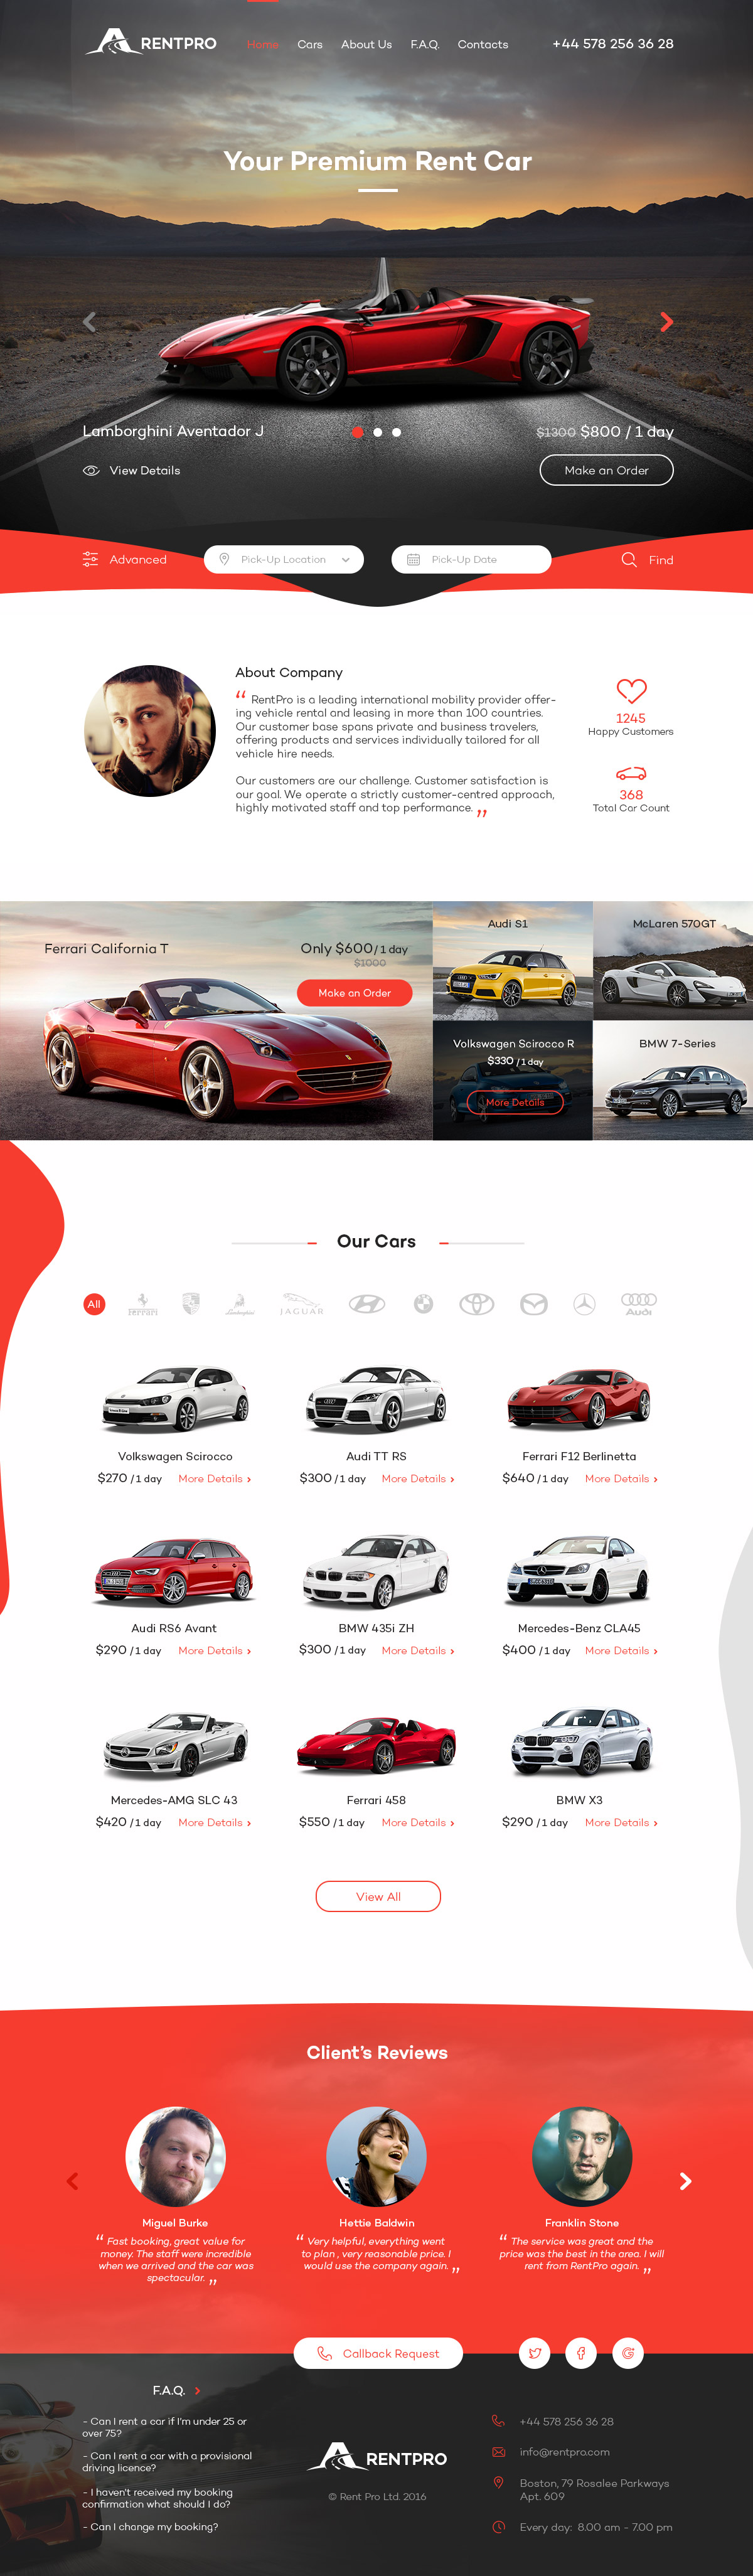 RENTPRO
Home Cars About Us F.A.Q. Contacts
+44 578 256 36 28
Your Premium Rent Car
Lamborghini Aventador J
$1300 $800 / 1 day
View Details
Make an Order
Advanced
Pick-Up Location
Pick-Up Date
Find
About Company
“ RentPro is a leading international mobility provider offer-
ing vehicle rental and leasing in more than 100 countries.
Our customer base spans private and business travelers,
offering products and services individually tailored for all
vehicle hire needs.
Our customers are our challenge. Customer satisfaction is
our goal. We operate a strictly customer-centred approach,
highly motivated staff and top performance. ”
1245
Happy Customers
368
Total Car Count
Ferrari California T
Only $600 / 1 day
$1000
Make an Order
Audi S1
McLaren 570GT
Volkswagen Scirocco R
$330 / 1 day
More Details
BMW 7-Series
Our Cars
All
Ferrari
Lamborghini
JAGUAR
Audi
Volkswagen Scirocco
$270 / 1 day More Details
Audi TT RS
$300 / 1 day More Details
Ferrari F12 Berlinetta
$640 / 1 day More Details
Audi RS6 Avant
$290 / 1 day More Details
BMW 435i ZH
$300 / 1 day More Details
Mercedes-Benz CLA45
$400 / 1 day More Details
Mercedes-AMG SLC 43
$420 / 1 day More Details
Ferrari 458
$550 / 1 day More Details
BMW X3
$290 / 1 day More Details
View All
Client’s Reviews
Miguel Burke
“ Fast booking, great value for
money. The staff were incredible
when we arrived and the car was
spectacular. ”
Hettie Baldwin
“ Very helpful, everything went
to plan , very reasonable price. I
would use the company again. ”
Franklin Stone
“ The service was great and the
price was the best in the area. I will
rent from RentPro again. ”
Callback Request
F.A.Q.
- Can I rent a car if I’m under 25 or
over 75?
- Can I rent a car with a provisional
driving licence?
- I haven’t received my booking
confirmation what should I do?
- Can I change my booking?
RENTPRO
© Rent Pro Ltd. 2016
+44 578 256 36 28
info@rentpro.com
Boston, 79 Rosalee Parkways
Apt. 609
Every day: 8.00 am - 7.00 pm